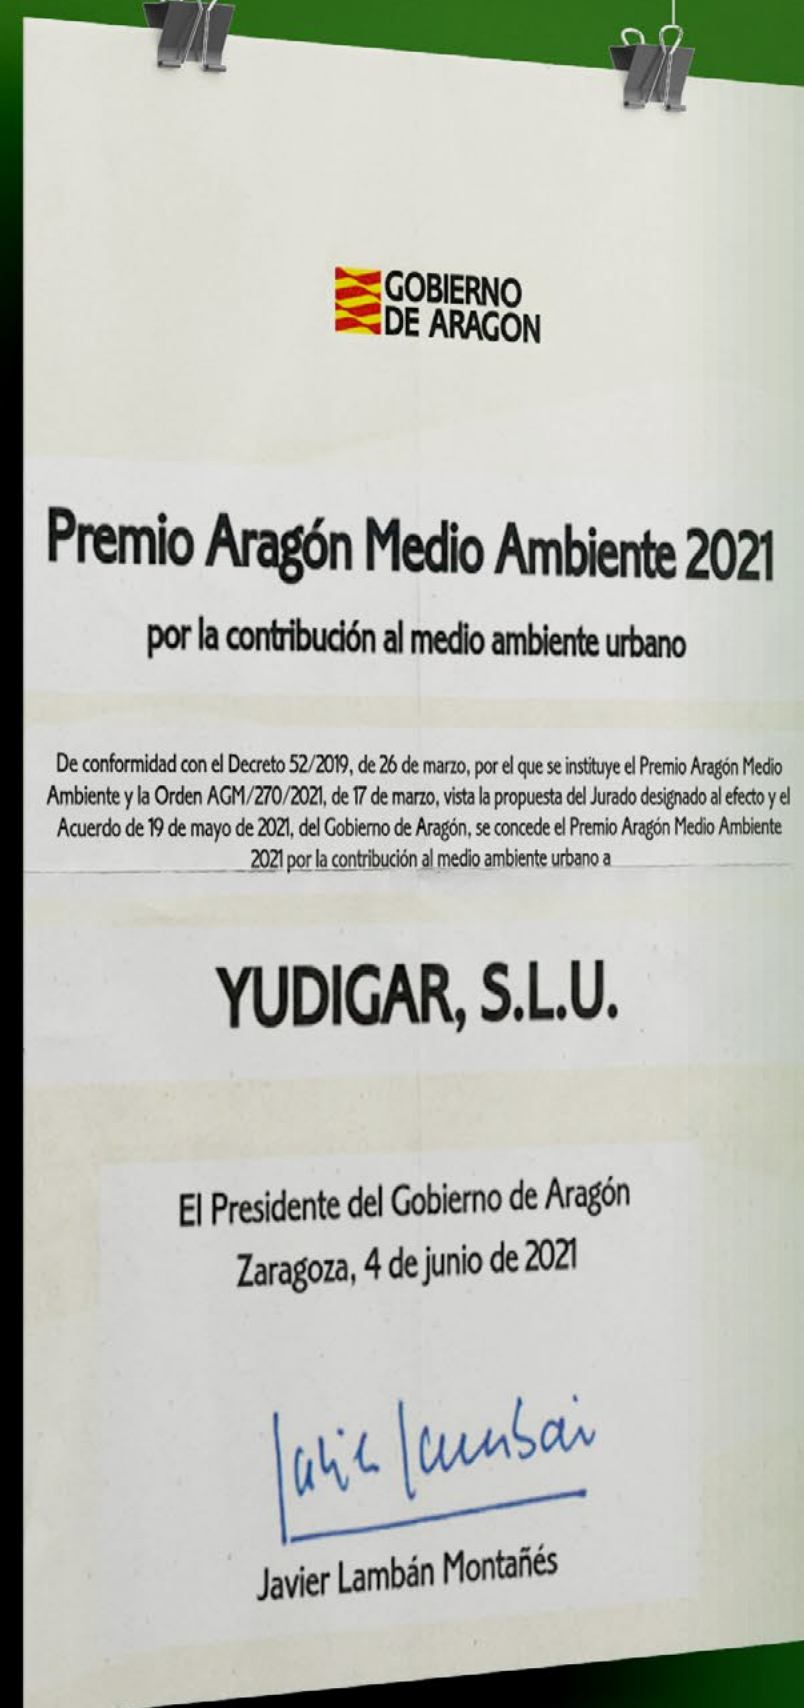 GOBIERNO
DE ARAGON
Premio Aragón Medio Ambiente 2021
por la contribución al medio ambiente urbano
De conformidad con el Decreto 52/2019, de 26 de marzo, por el que se instituye el Premio Aragón Medio
Ambiente y la Orden AGM/270/2021, de 17 de marzo, vista la propuesta del Jurado designado al efecto y el
Acuerdo de 19 de mayo de 2021, del Gobierno de Aragón, se concede el Premio Aragón Medio Ambiente
2021 por la contribución al medio ambiente urbano a
YUDIGAR, S.L.U.
El Presidente del Gobierno de Aragón
Zaragoza, 4 de junio de 2021
Javier Lambán
Javier Lambán Montañés